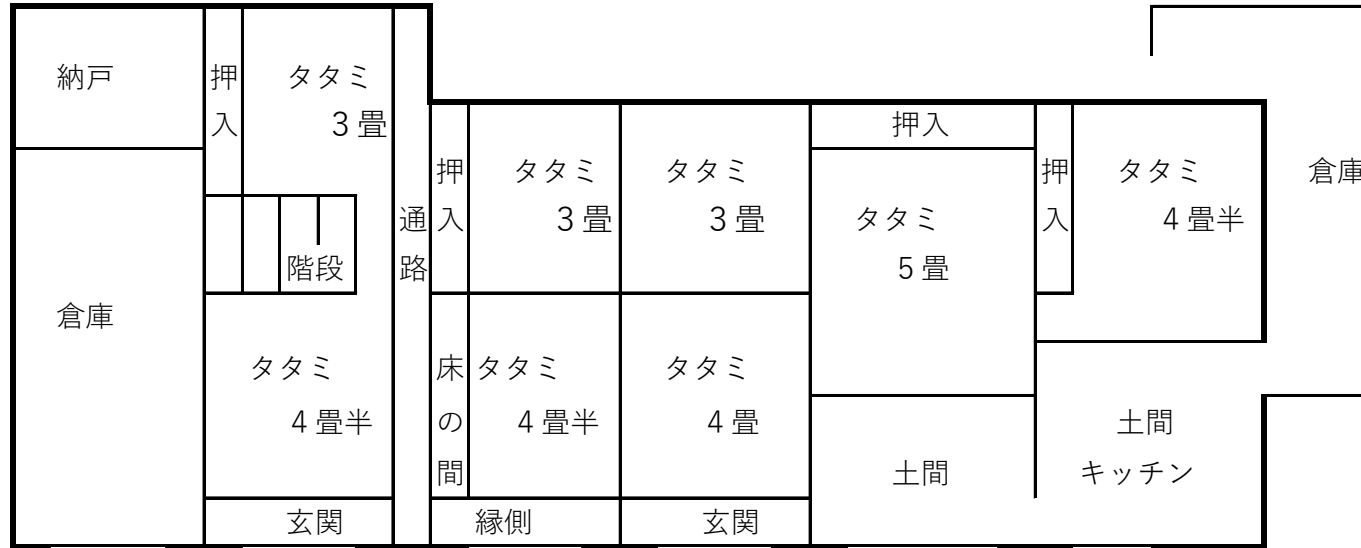 納戸
押入
タタミ
3畳
倉庫
階段
タタミ
4畳半
玄関
通路
押入
タタミ
3畳
タタミ
3畳
床の間
タタミ
4畳半
タタミ
4畳
縁側
玄関
押入
タタミ
5畳
土間
押入
タタミ
4畳半
土間
キッチン
倉庫